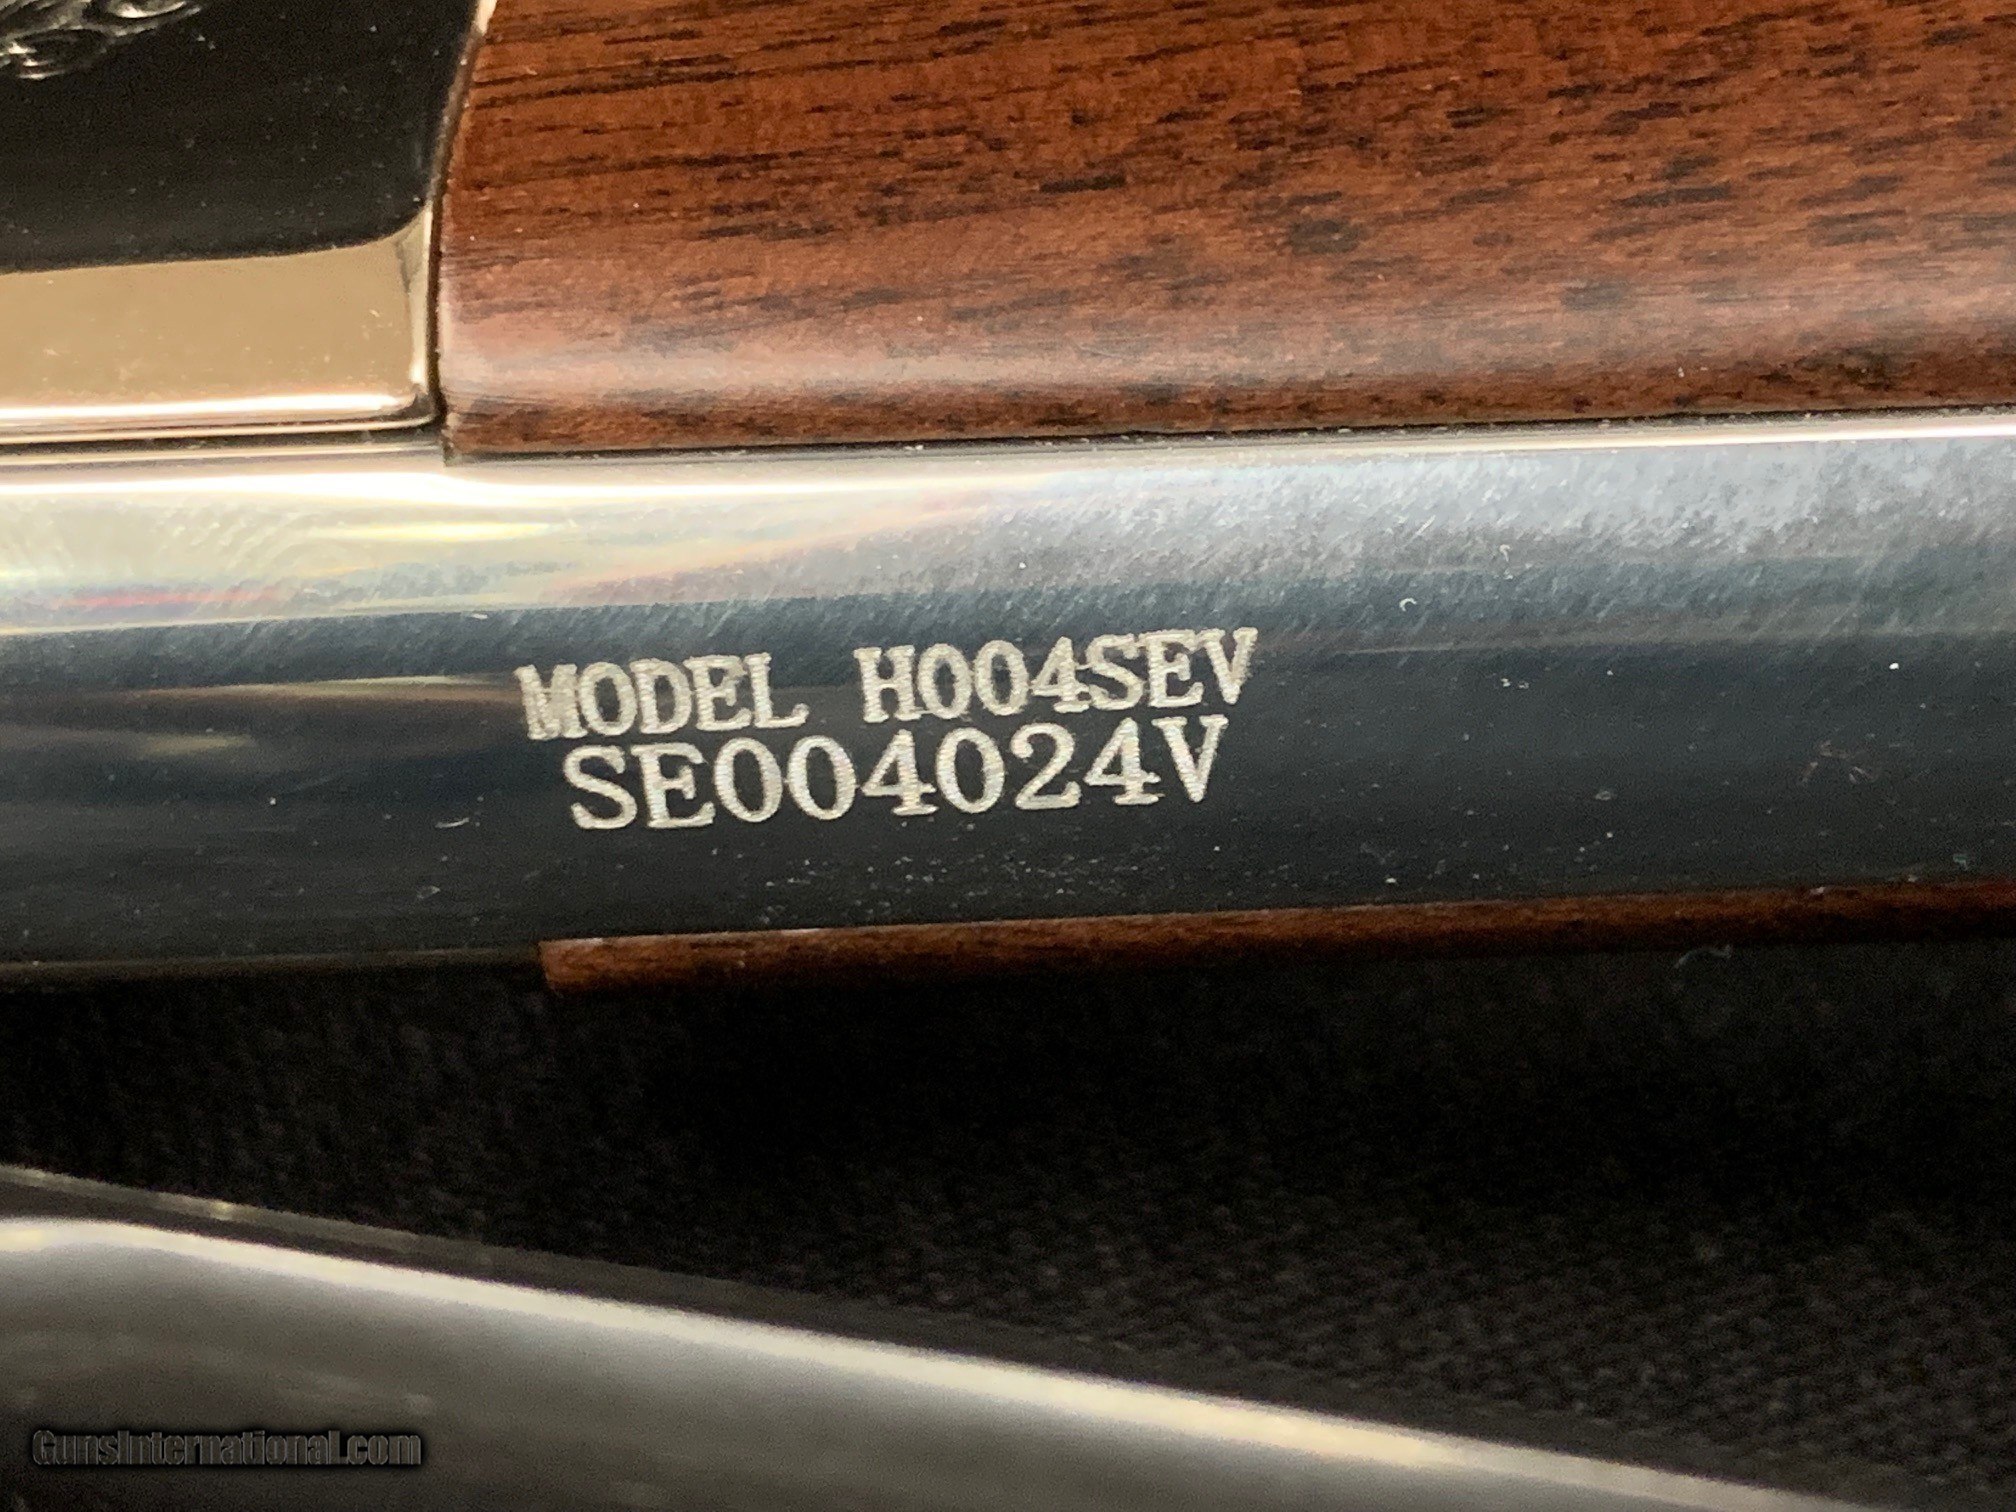 MODEL H004SEV
SE004024V
GunsInternational.com